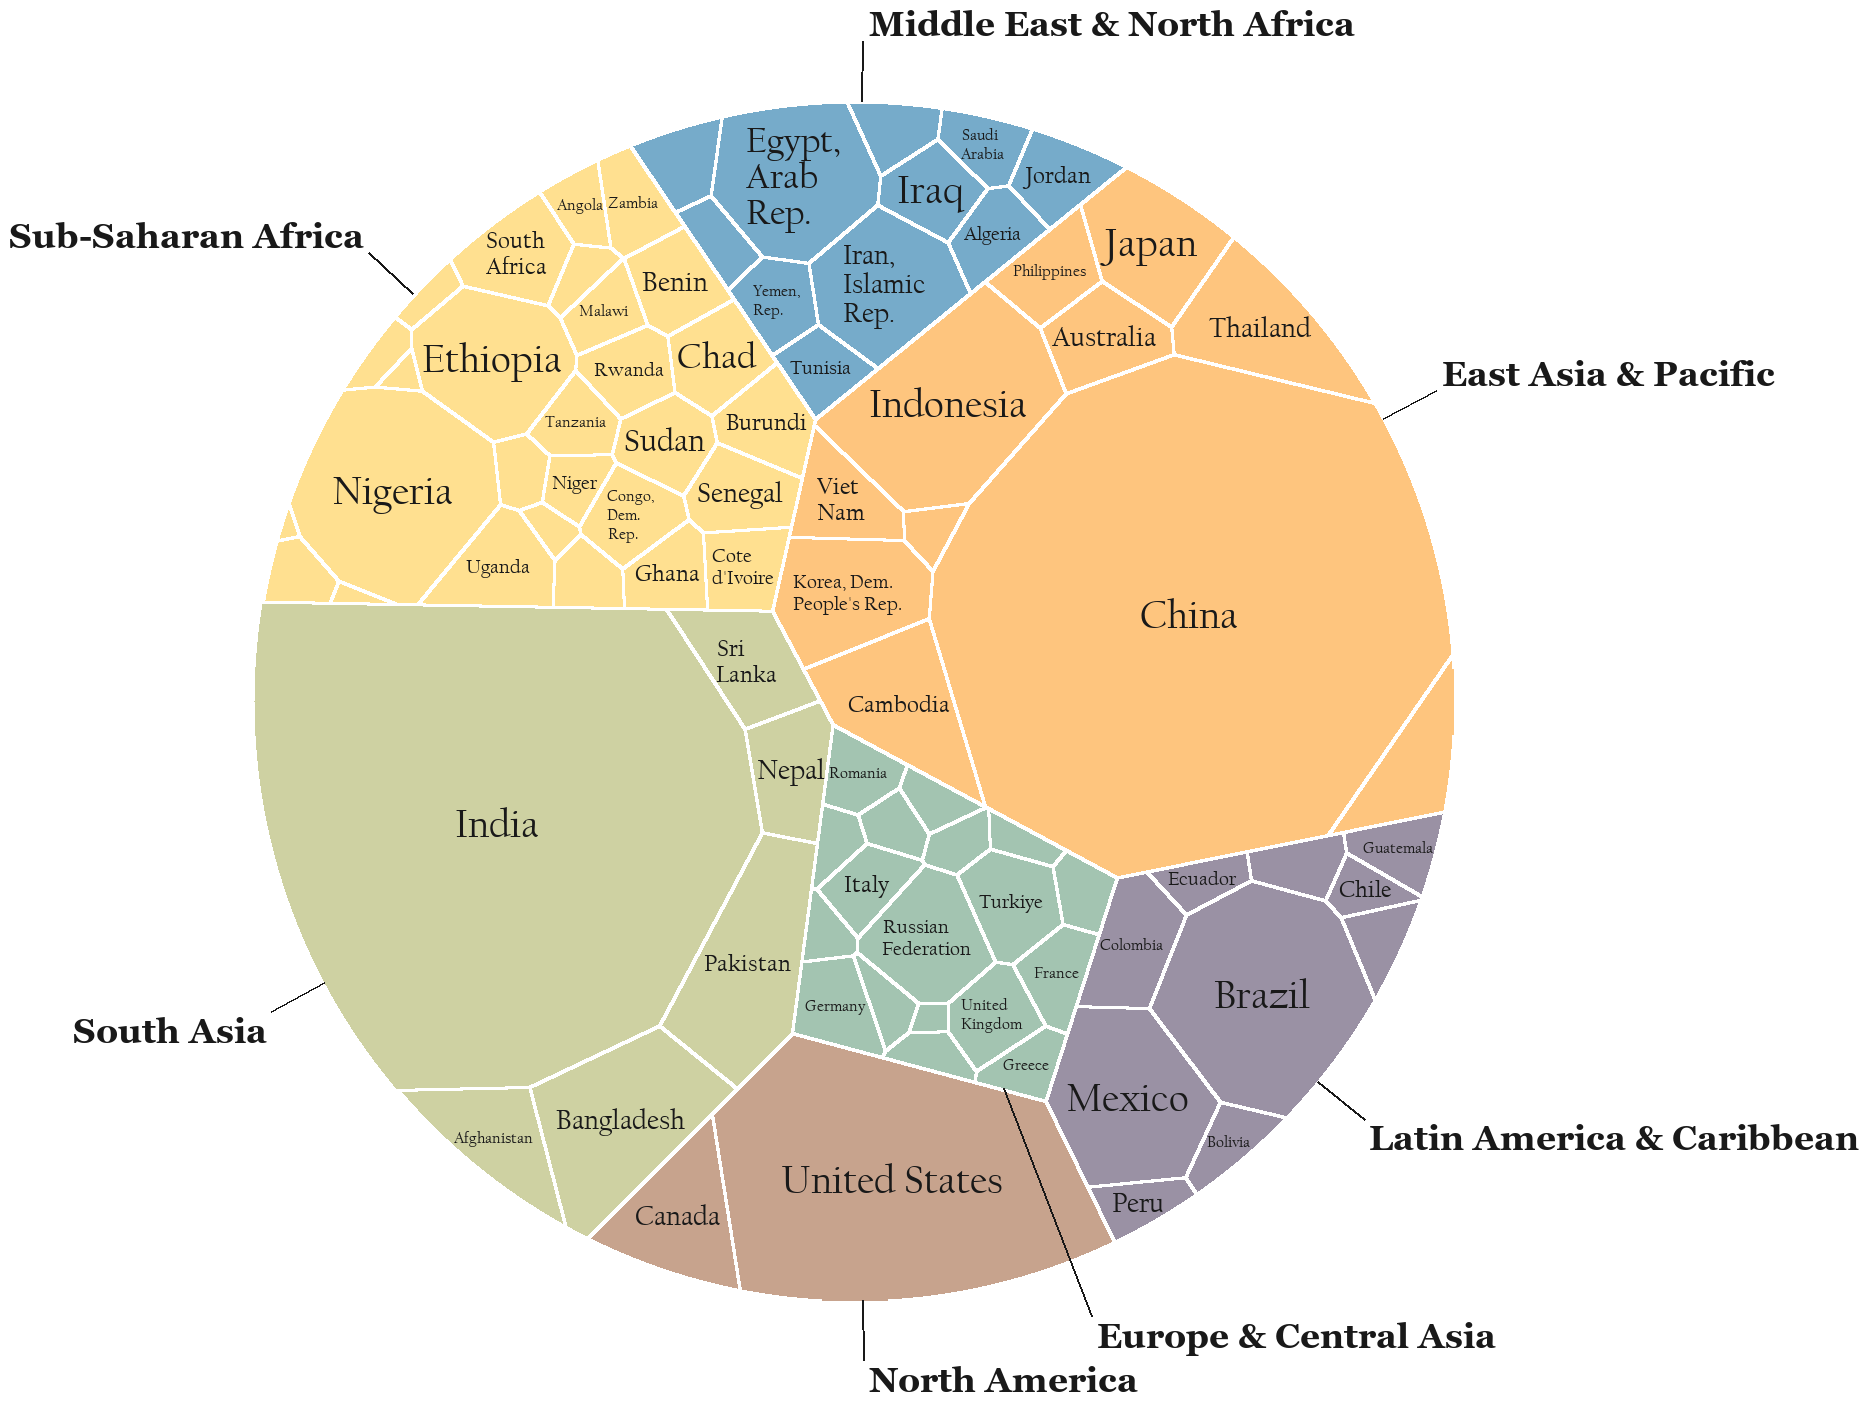 Middle East & North Africa
Egypt,
Arab
Rep.
Saudi
Arabia
Iraq
Jordan
Algeria
Iran,
Islamic
Rep.
Yemen,
Rep.
Tunisia
Sub-Saharan Africa
Angola
Zambia
South
Africa
Benin
Malawi
Ethiopia
Rwanda
Chad
Tanzania
Sudan
Burundi
Nigeria
Niger
Congo,
Dem.
Rep.
Senegal
Uganda
Ghana
Cote
d'Ivoire
East Asia & Pacific
Japan
Philippines
Australia
Thailand
Indonesia
Viet
Nam
Korea, Dem.
People's Rep.
China
Cambodia
South Asia
Sri
Lanka
Nepal
India
Pakistan
Bangladesh
Afghanistan
Romania
Italy
Turkiye
Russian
Federation
France
Germany
United
Kingdom
Greece
Guatemala
Ecuador
Chile
Colombia
Brazil
Mexico
Bolivia
Peru
Latin America & Caribbean
United States
Canada
Europe & Central Asia
North America